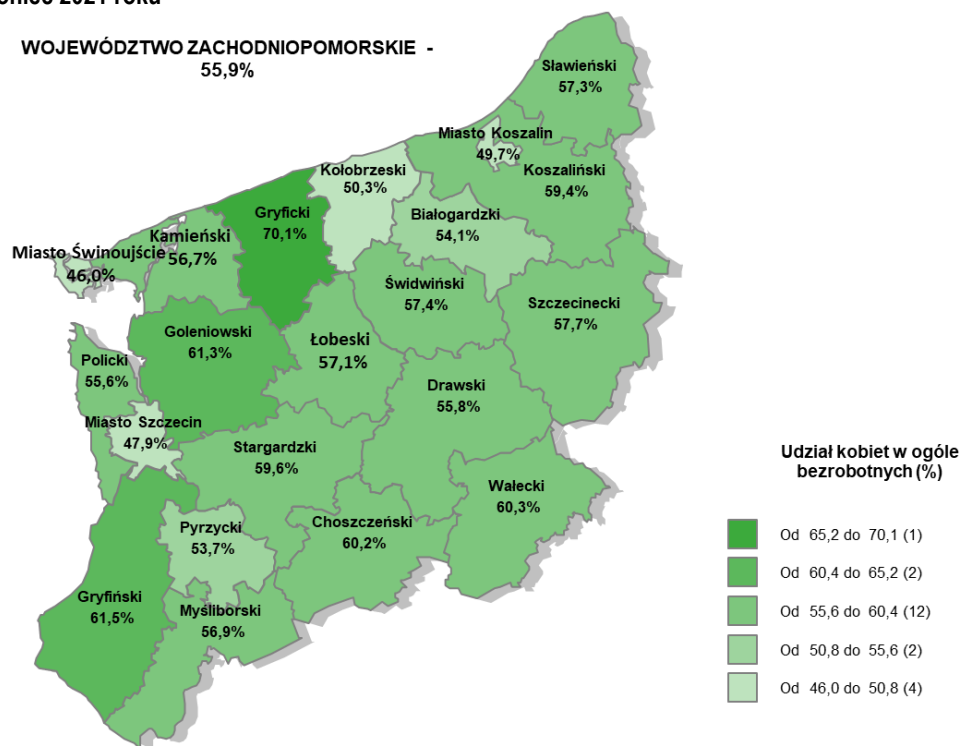 2021 roku
WOJEWÓDZTWO ZACHODNIOPOMORSKIE -
55,9%
Sławieński
57,3%
Miasto Koszalin
49,7%
Koszaliński
59,4%
Kołobrzeski
50,3%
Białogardzki
54,1%
Gryficki
70,1%
Kamieński
56,7%
Miasto Świnoujście
46,0%
Świdwiński
57,4%
Szczecinecki
57,7%
Goleniowski
61,3%
Łobeski
57,1%
Policki
55,6%
Drawski
55,8%
Miasto Szczecin
47,9%
Stargardzki
59,6%
Wałecki
60,3%
Choszczeński
60,2%
Pyrzycki
53,7%
Gryfiński
61,5%
Myśliborski
56,9%
Udział kobiet w ogóle
bezrobotnych (%)
Od 65,2 do 70,1 (1)
Od 60,4 do 65,2 (2)
Od 55,6 do 60,4 (12)
Od 50,8 do 55,6 (2)
Od 46,0 do 50,8 (4)